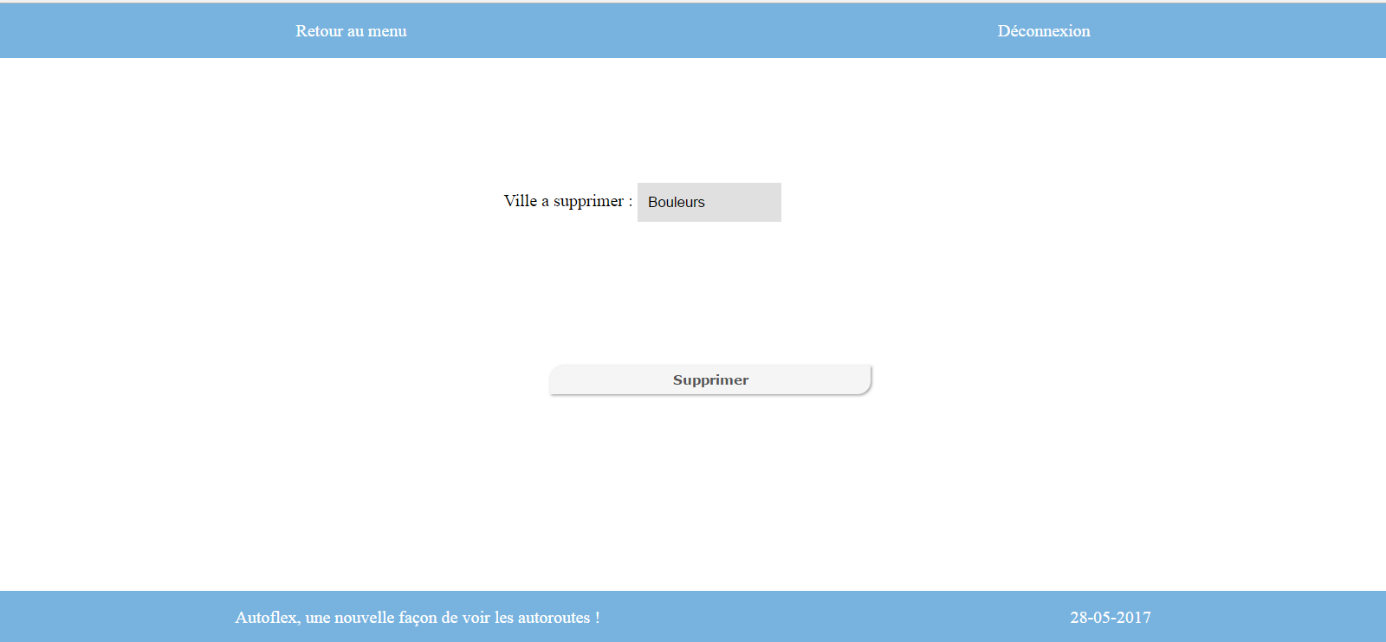 Retour au menu Déconnexion
Ville a supprimer : Bouleurs
Supprimer
Autoflex, une nouvelle façon de voir les autoroutes ! 28-05-2017